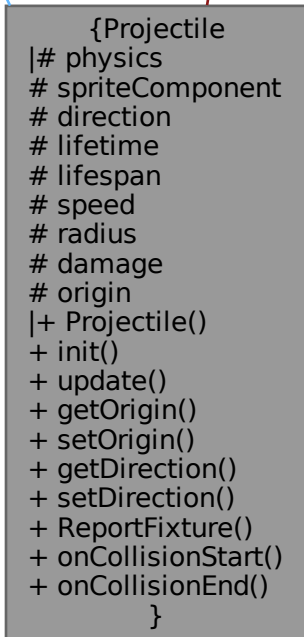 {Projectile
|# physics
# spriteComponent
# direction
# lifetime
# lifespan
# speed
# radius
# damage
# origin
|+ Projectile()
+ init()
+ update()
+ getOrigin()
+ setOrigin()
+ getDirection()
+ setDirection()
+ ReportFixture()
+ onCollisionStart()
+ onCollisionEnd()
}